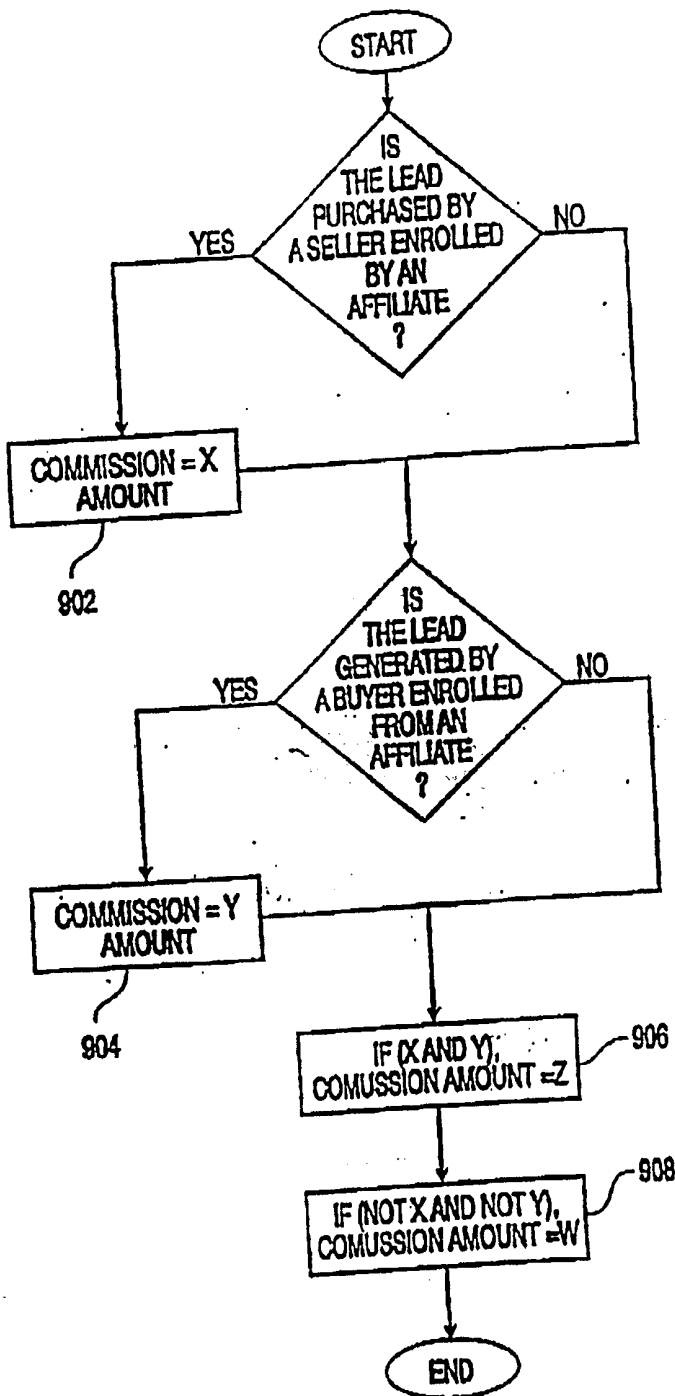 START
IS
THE LEAD
PURCHASED BY
A SELLER ENROLLED
BY AN
AFFILIATE
?
YES
NO
COMMISSION = X
AMOUNT
902
IS
THE LEAD
GENERATED BY
A BUYER ENROLLED
FROM AN
AFFILIATE
?
YES
NO
COMMISSION = Y
AMOUNT
904
IF (X AND Y),
COMUSSION AMOUNT =Z
906
IF (NOT X AND NOT Y),
COMUSSION AMOUNT =W
908
END